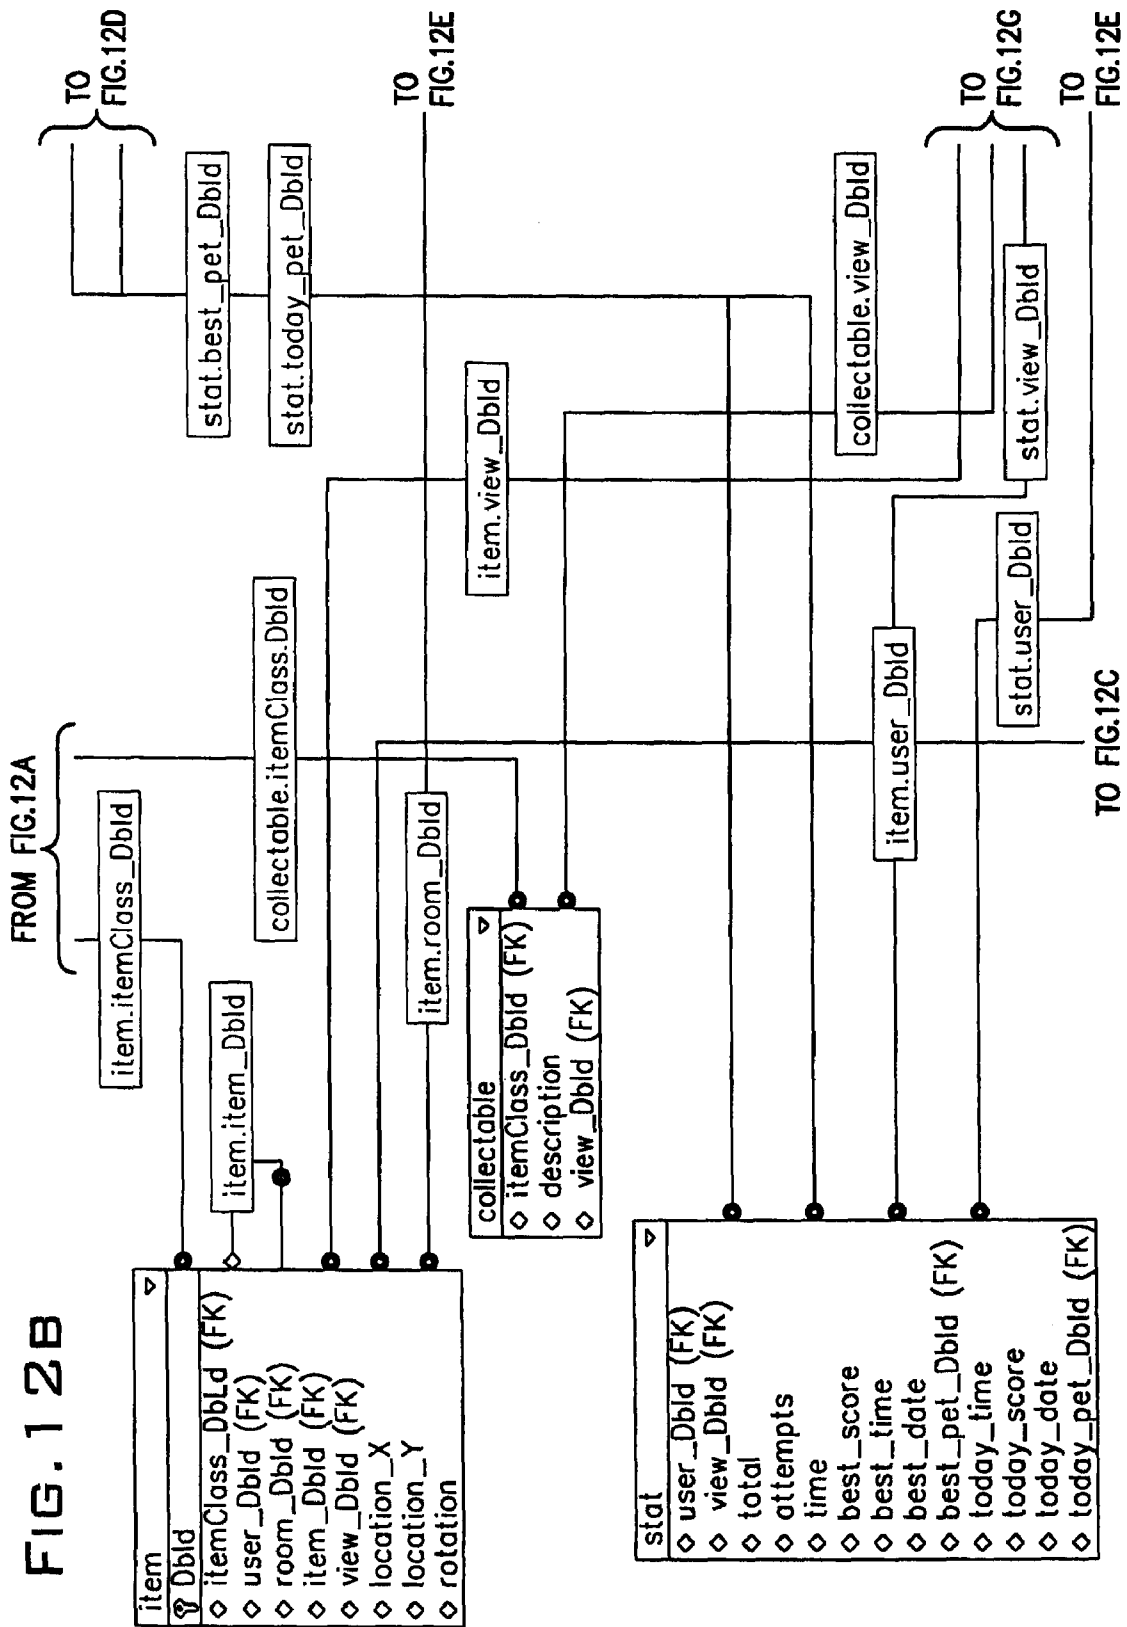 FIG. 12B
FROM FIG.12A
item.itemClass_DbId
item.item_DbId
collectable.itemClass.DbId
item.room_DbId
item.view_DbId
stat.best_pet_DbId
stat.today_pet_DbId
TO
FIG.12D
TO
FIG.12E
item
DbId
itemClass_DbLd (FK)
user_DbId (FK)
room_DbId (FK)
item_DbId (FK)
view_DbId (FK)
location_X
location_Y
rotation
collectable
itemClass_DbId (FK)
description
view_DbId (FK)
stat
user_DbId (FK)
view_DbId (FK)
total
attempts
time
best_score
best_time
best_date
best_pet_DbId (FK)
today_time
today_score
today_date
today_pet_DbId (FK)
collectable.view_DbId
item.user_DbId
stat.view_DbId
stat.user_DbId
TO
FIG.12G
TO
FIG.12E
TO FIG.12C